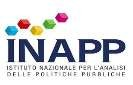 INAPP
ISTITUTO NAZIONALE PER L'ANALISI
DELLE POLITICHE PUBBLICHE